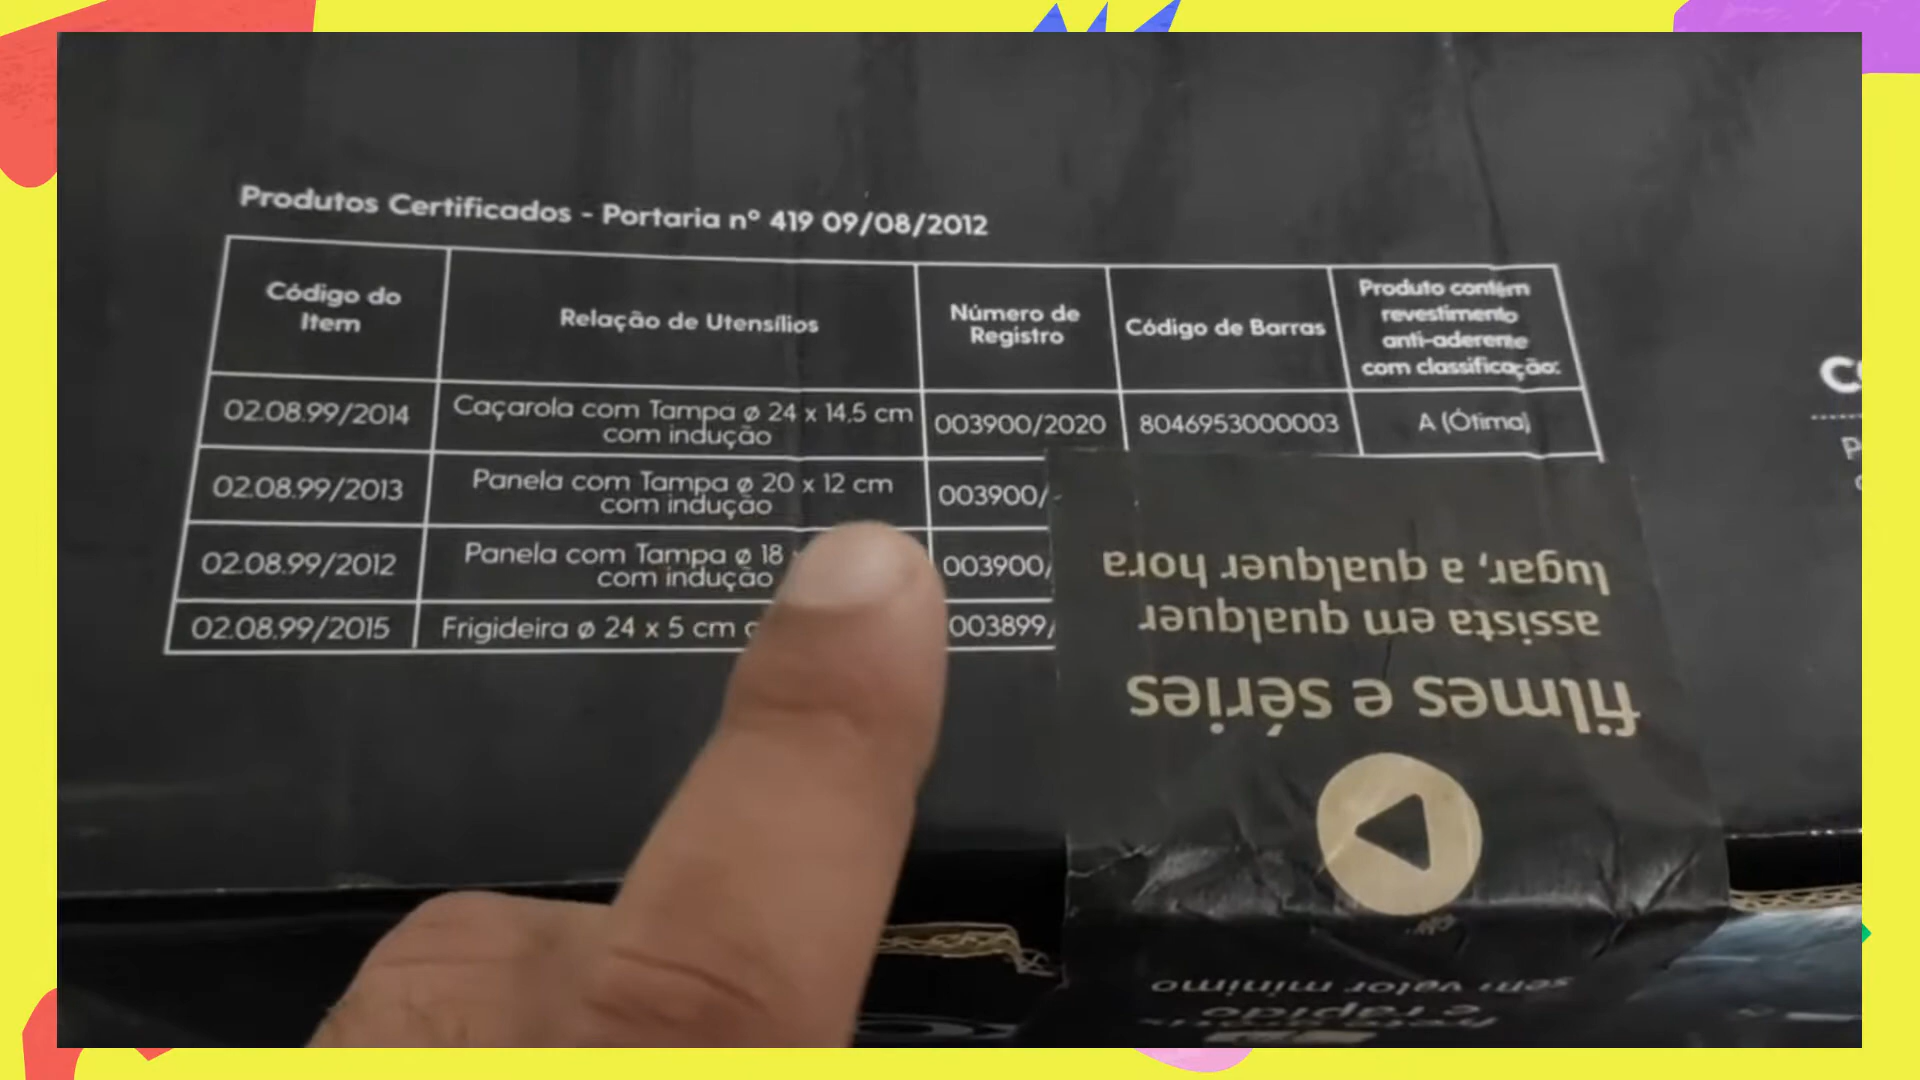 Produtos Certificados - Portaria nº 419 09/08/2012
Código do
Item
Relação de Utensílios
Número de
Registro
Código de Barras
Produto contém
revestimento
anti-aderente
com classificação:
02.08.99/2014
Caçarola com Tampa ø 24 x 14,5 cm
com indução
003900/2020
8046953000003
A (Ótima)
02.08.99/2013
Panela com Tampa ø 20 x 12 cm
com indução
003900/
02.08.99/2012
Panela com Tampa ø 18
com indução
003900/
02.08.99/2015
Frigideira ø 24 x 5 cm
003899/
filmes e séries
assista em qualquer
lugar, a qualquer hora
e rápido
sem valor mínimo